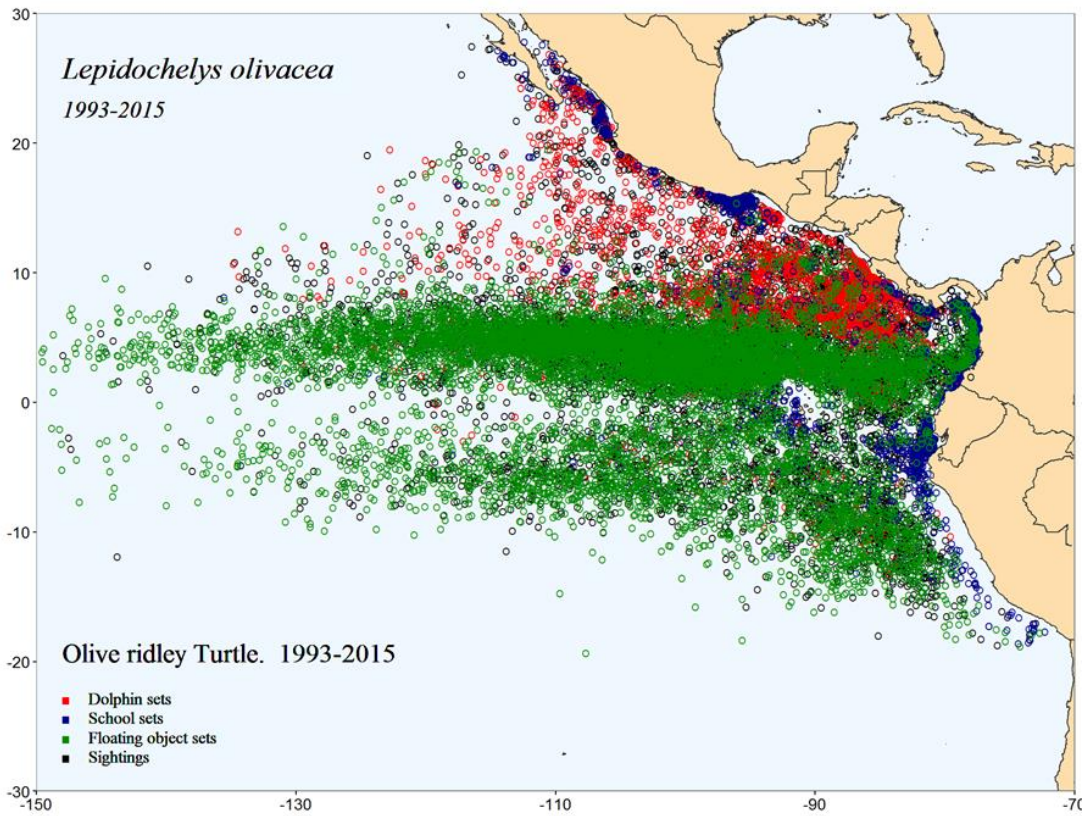 30
Lepidochelys olivacea
1993-2015
20
10
0
-10
Olive ridley Turtle. 1993-2015
-20
Dolphin sets
School sets
Floating object sets
Sightings
-30
-150 -130 -110 -90 -70